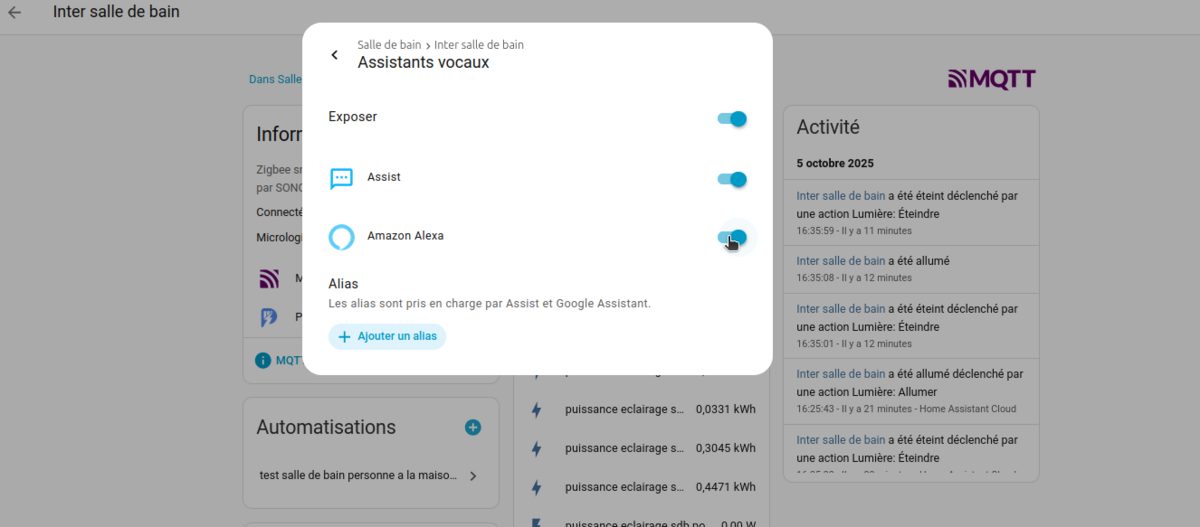 Inter salle de bain
Salle de bain › Inter salle de bain
Assistants vocaux
Exposer
Assist
Amazon Alexa
Alias
Les alias sont pris en charge par Assist et Google Assistant.
+ Ajouter un alias
Dans Salle
Infor
Zigbee
par SONO
Connecté
Microlog
M
P
MQTT
Automatisations
test salle de bain personne a la maiso...
puissance eclairage s... 0,0331 kWh
puissance eclairage s... 0,3045 kWh
puissance eclairage s... 0,4471 kWh
puissance eclairage sdb po... 0,00 W
MQTT
Activité
5 octobre 2025
Inter salle de bain a été éteint déclenché par
une action Lumière: Éteindre
16:35:59 - Il y a 11 minutes
Inter salle de bain a été allumé
16:35:08 - Il y a 12 minutes
Inter salle de bain a été éteint déclenché par
une action Lumière: Éteindre
16:35:01 - Il y a 12 minutes
Inter salle de bain a été allumé déclenché par
une action Lumière: Allumer
16:25:43 - Il y a 21 minutes - Home Assistant Cloud
Inter salle de bain a été éteint déclenché par
une action Lumière: Éteindre